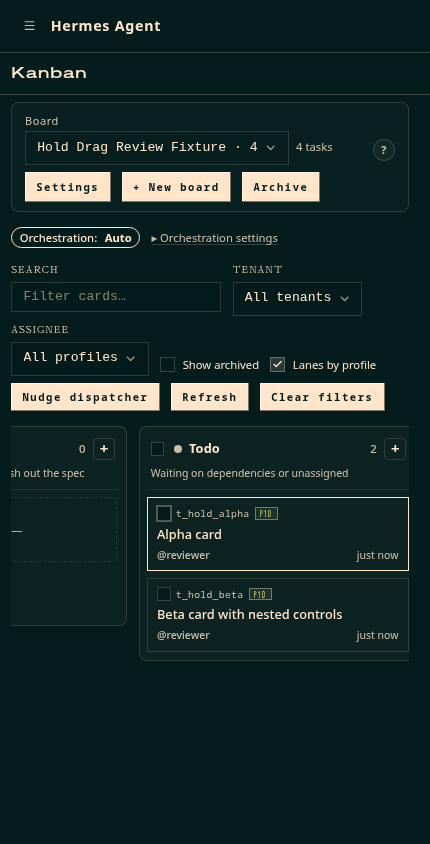 ☰ Hermes Agent
Kanban
Board
Hold Drag Review Fixture · 4
4 tasks
?
Settings
+ New board
Archive
Orchestration: Auto
▸ Orchestration settings
SEARCH
TENANT
Filter cards…
All tenants
ASSIGNEE
All profiles
Show archived
Lanes by profile
Nudge dispatcher
Refresh
Clear filters
0 +
sh out the spec
—
Todo 2 +
Waiting on dependencies or unassigned
t_hold_alpha P10
Alpha card
@reviewer just now
t_hold_beta P10
Beta card with nested controls
@reviewer just now